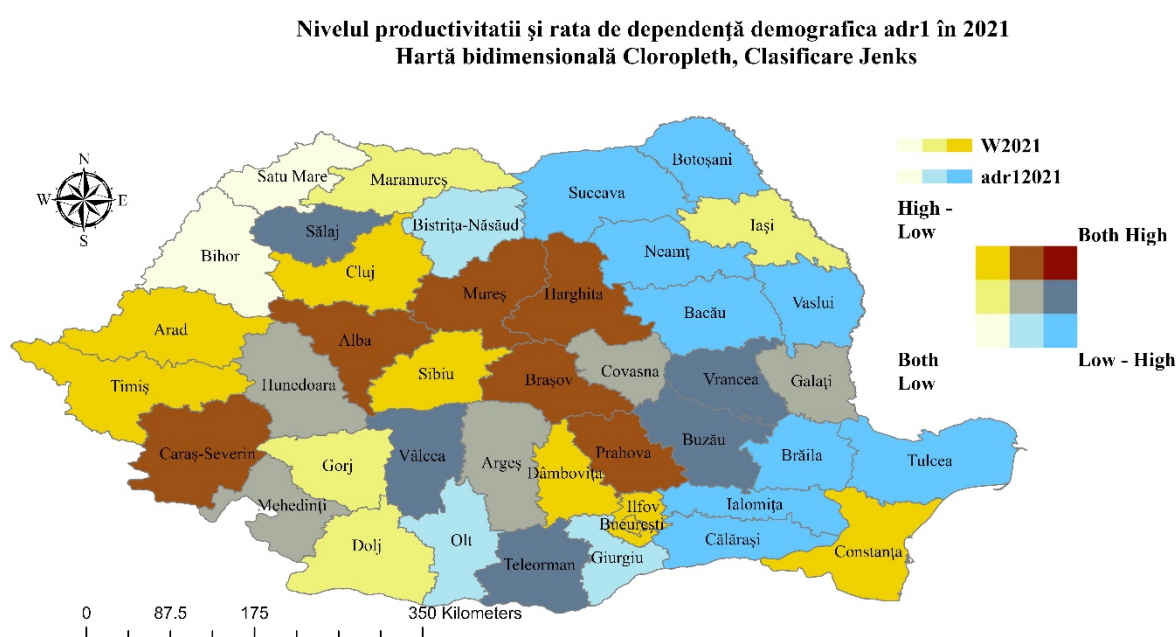 Nivelul productivitatii şi rata de dependenţă demografica adr1 în 2021
Hartă bidimensională Cloropleth, Clasificare Jenks
N
W
E
S
W2021
adr12021
High -
Low
Both High
Both
Low
Low - High
Satu Mare
Maramureş
Botoşani
Suceava
Bistriţa-Năsăud
Sălaj
Iaşi
Bihor
Cluj
Neamţ
Mureş
Harghita
Bacău
Vaslui
Arad
Alba
Timiş
Hunedoara
Sibiu
Braşov
Covasna
Vrancea
Galaţi
Caraş-Severin
Gorj
Vâlcea
Argeş
Dâmboviţa
Prahova
Buzău
Brăila
Tulcea
Mehedinţi
Ilfov
Bucureşti
Ialomiţa
Dolj
Olt
Teleorman
Giurgiu
Călăraşi
Constanţa
0 87.5 175 350 Kilometers